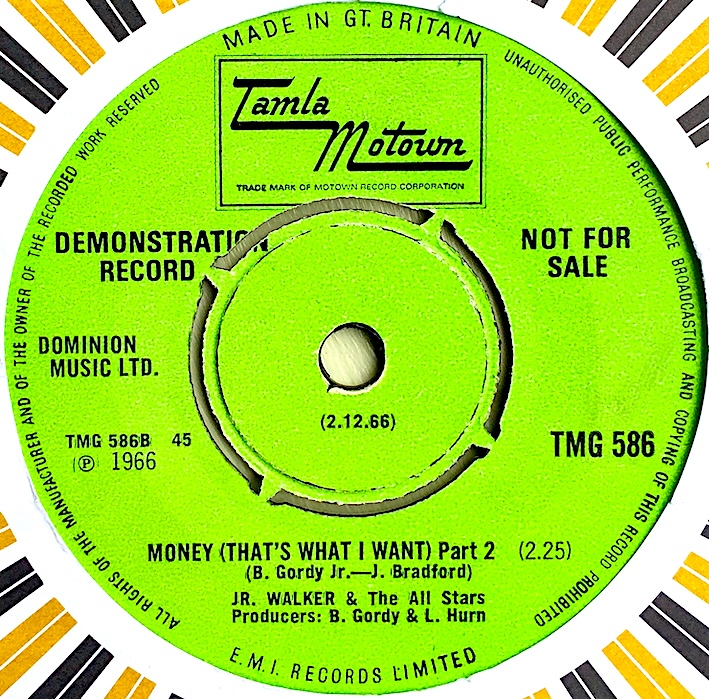 MADE IN GT. BRITAIN
Tamla
Motown
TRADE MARK OF MOTOWN RECORD CORPORATION
DEMONSTRATION
RECORD
NOT FOR
SALE
DOMINION
MUSIC LTD.
(2.12.66)
TMG 586B 45
Ⓟ 1966
TMG 586
MONEY (THAT'S WHAT I WANT) Part 2 (2.25)
(B. Gordy Jr.—J. Bradford)
JR. WALKER & The All Stars
Producers: B. Gordy & L. Hurn
E.M.I. RECORDS LIMITED
ALL RIGHTS OF THE MANUFACTURER AND OF THE OWNER OF THE RECORDED WORK RESERVED
UNAUTHORISED PUBLIC PERFORMANCE BROADCASTING AND COPYING OF THIS RECORD PROHIBITED